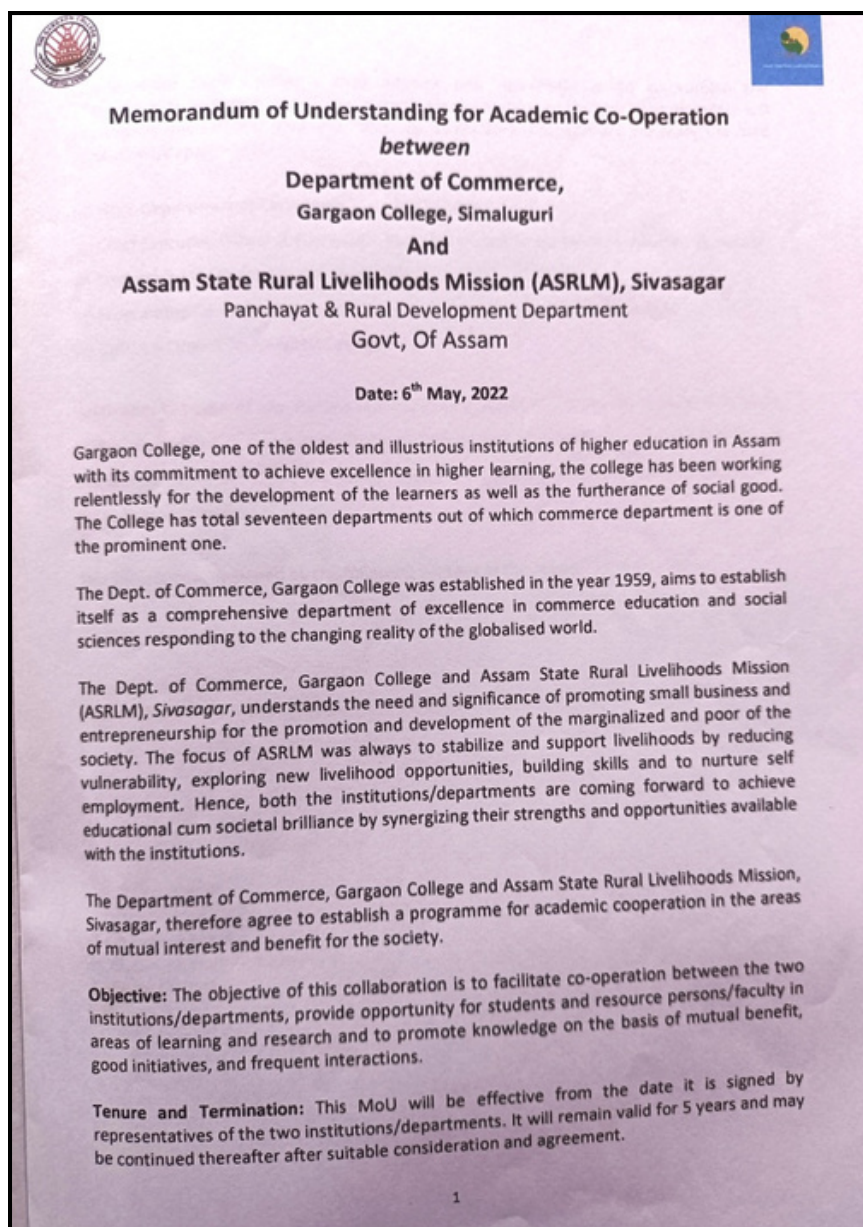 Memorandum of Understanding for Academic Co-Operation
between
Department of Commerce,
Gargaon College, Simaluguri
And
Assam State Rural Livelihoods Mission (ASRLM), Sivasagar
Panchayat & Rural Development Department
Govt, Of Assam
Date: 6th May, 2022
Gargaon College, one of the oldest and illustrious institutions of higher education in Assam
with its commitment to achieve excellence in higher learning, the college has been working
relentlessly for the development of the learners as well as the furtherance of social good.
The College has total seventeen departments out of which commerce department is one of
the prominent one.
The Dept. of Commerce, Gargaon College was established in the year 1959, aims to establish
itself as a comprehensive department of excellence in commerce education and social
sciences responding to the changing reality of the globalised world.
The Dept. of Commerce, Gargaon College and Assam State Rural Livelihoods Mission
(ASRLM), Sivasagar, understands the need and significance of promoting small business and
entrepreneurship for the promotion and development of the marginalized and poor of the
society. The focus of ASRLM was always to stabilize and support livelihoods by reducing
vulnerability, exploring new livelihood opportunities, building skills and to nurture self
employment. Hence, both the institutions/departments are coming forward to achieve
educational cum societal brilliance by synergizing their strengths and opportunities available
with the institutions.
The Department of Commerce, Gargaon College and Assam State Rural Livelihoods Mission,
Sivasagar, therefore agree to establish a programme for academic cooperation in the areas
of mutual interest and benefit for the society.
Objective: The objective of this collaboration is to facilitate co-operation between the two
institutions/departments, provide opportunity for students and resource persons/faculty in
areas of learning and research and to promote knowledge on the basis of mutual benefit,
good initiatives, and frequent interactions.
Tenure and Termination: This MoU will be effective from the date it is signed by
representatives of the two institutions/departments. It will remain valid for 5 years and may
be continued thereafter after suitable consideration and agreement.
1